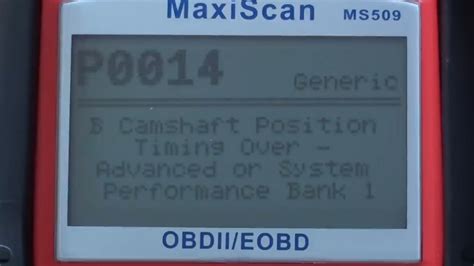 MaxiScan MS509
P0014 Generic
B Camshaft Position
Timing Over -
Advanced or System
Performance Bank 1
OBDII/EOBD